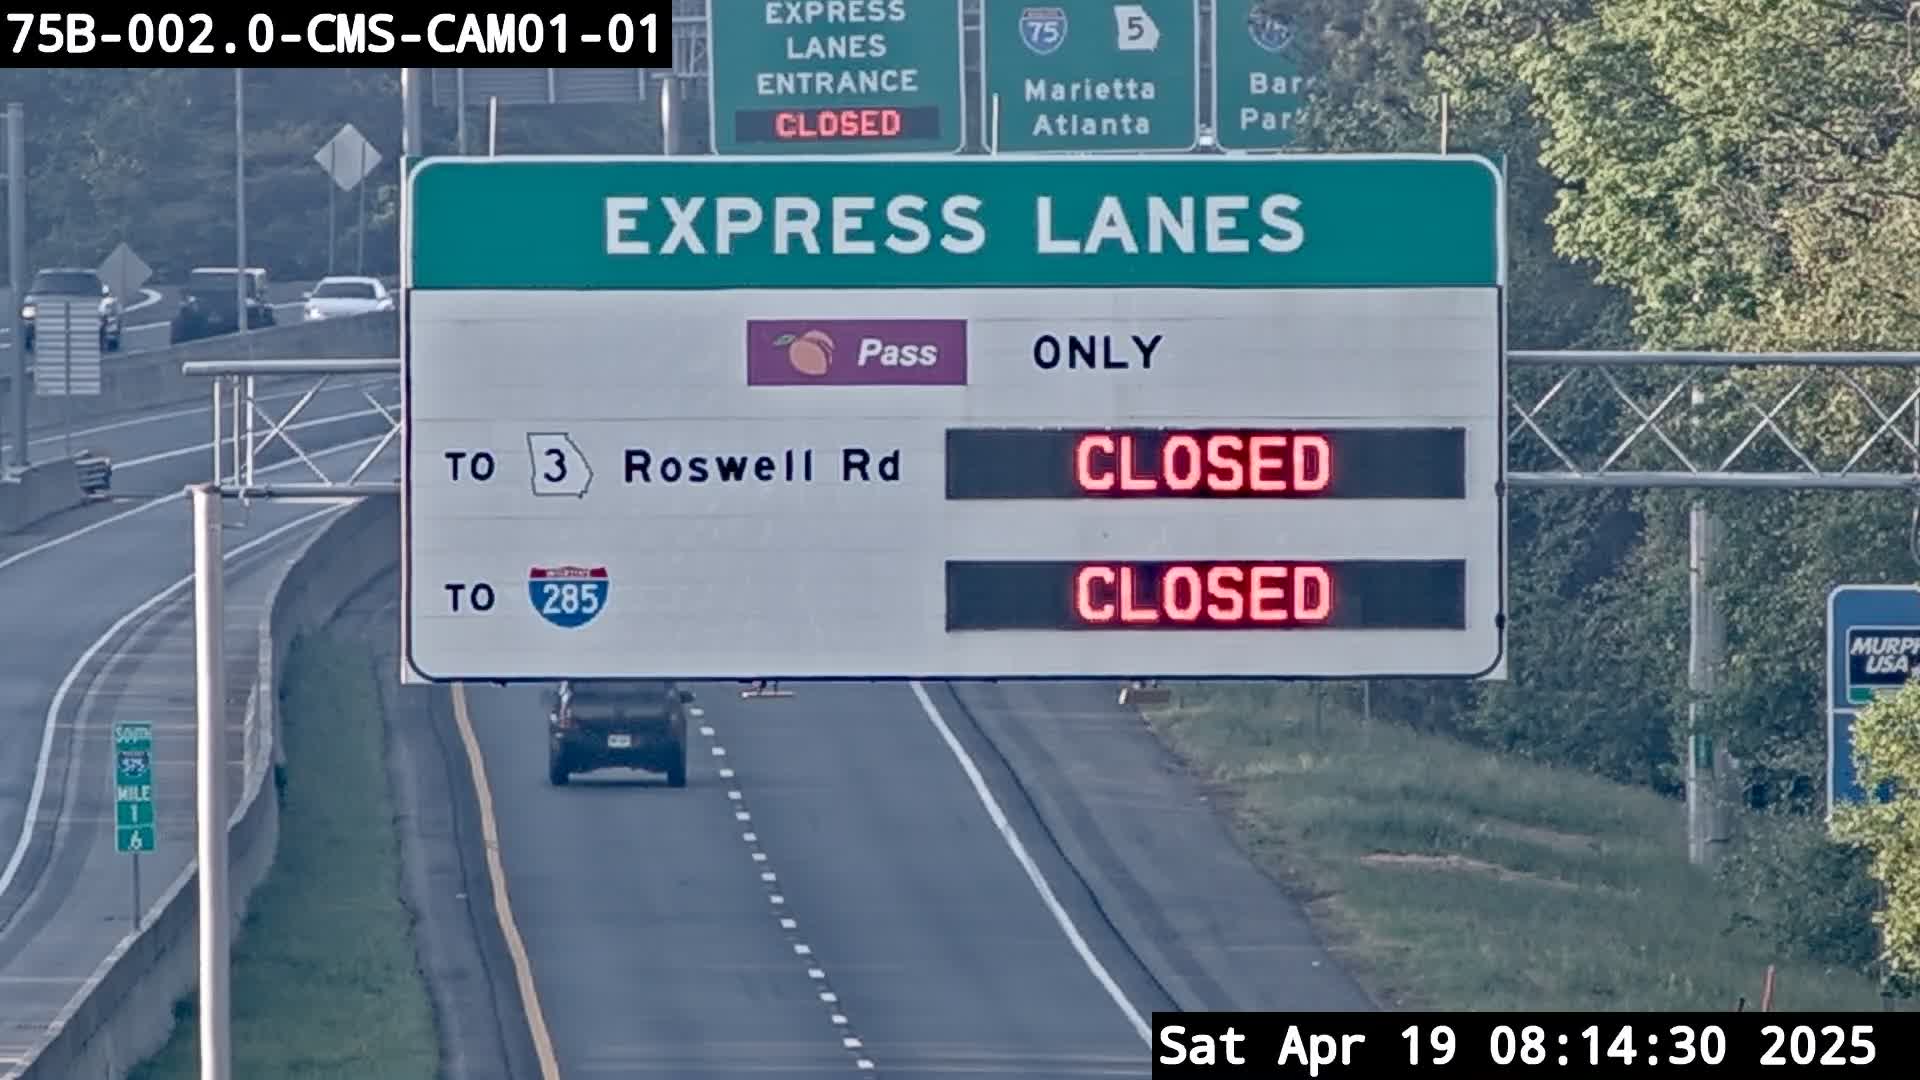 75B-002.0-CMS-CAM01-01
EXPRESS
LANES
ENTRANCE
CLOSED
75 5
Marietta
Atlanta
EXPRESS LANES
Pass ONLY
TO 3 Roswell Rd CLOSED
TO INTERSTATE 285 CLOSED
SOUTH
575
MILE
1
.6
USA
Sat Apr 19 08:14:30 2025